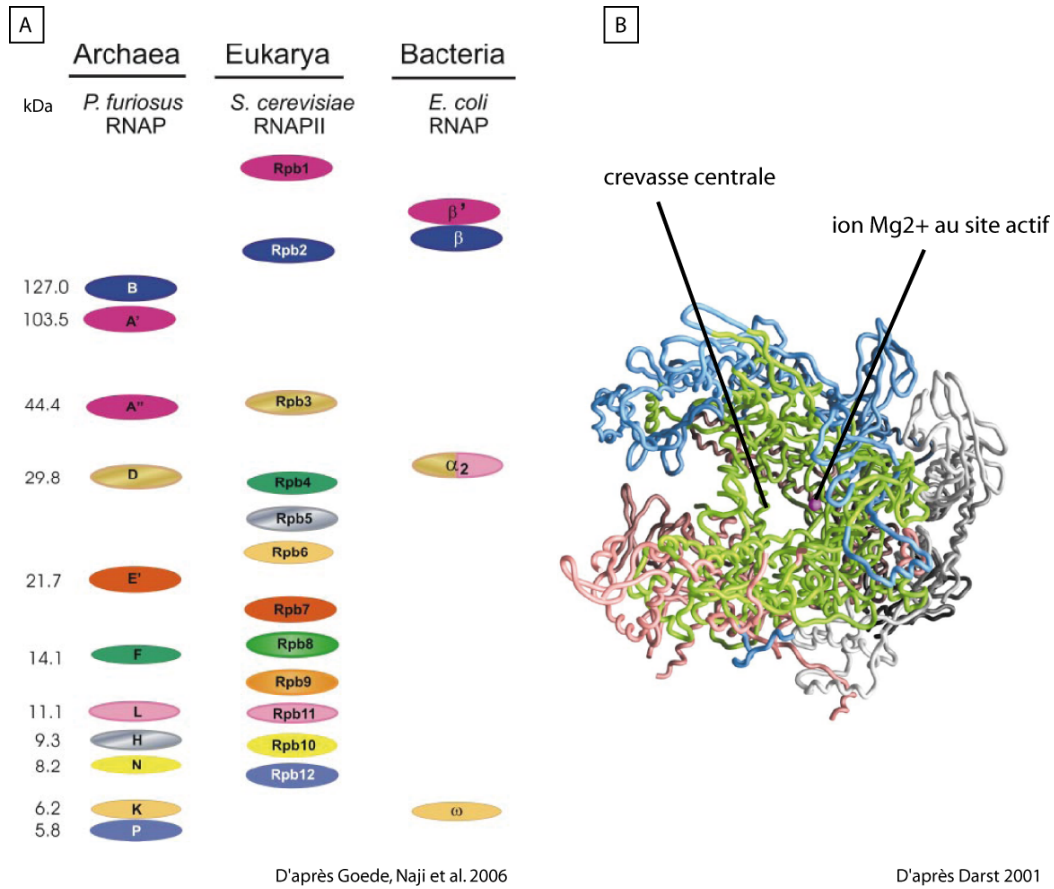 A
Archaea
Eukarya
Bacteria
kDa
P. furiosus
RNAP
S. cerevisiae
RNAPII
E. coli
RNAP
Rpb1
β'
β
Rpb2
127.0
B
103.5
A'
44.4
A"
Rpb3
29.8
D
α2
Rpb4
Rpb5
Rpb6
21.7
E'
Rpb7
14.1
F
Rpb8
Rpb9
11.1
L
Rpb11
9.3
H
Rpb10
8.2
N
Rpb12
6.2
K
ω
5.8
P
D'après Goede, Naji et al. 2006
B
crevasse centrale
ion Mg2+ au site actif
D'après Darst 2001